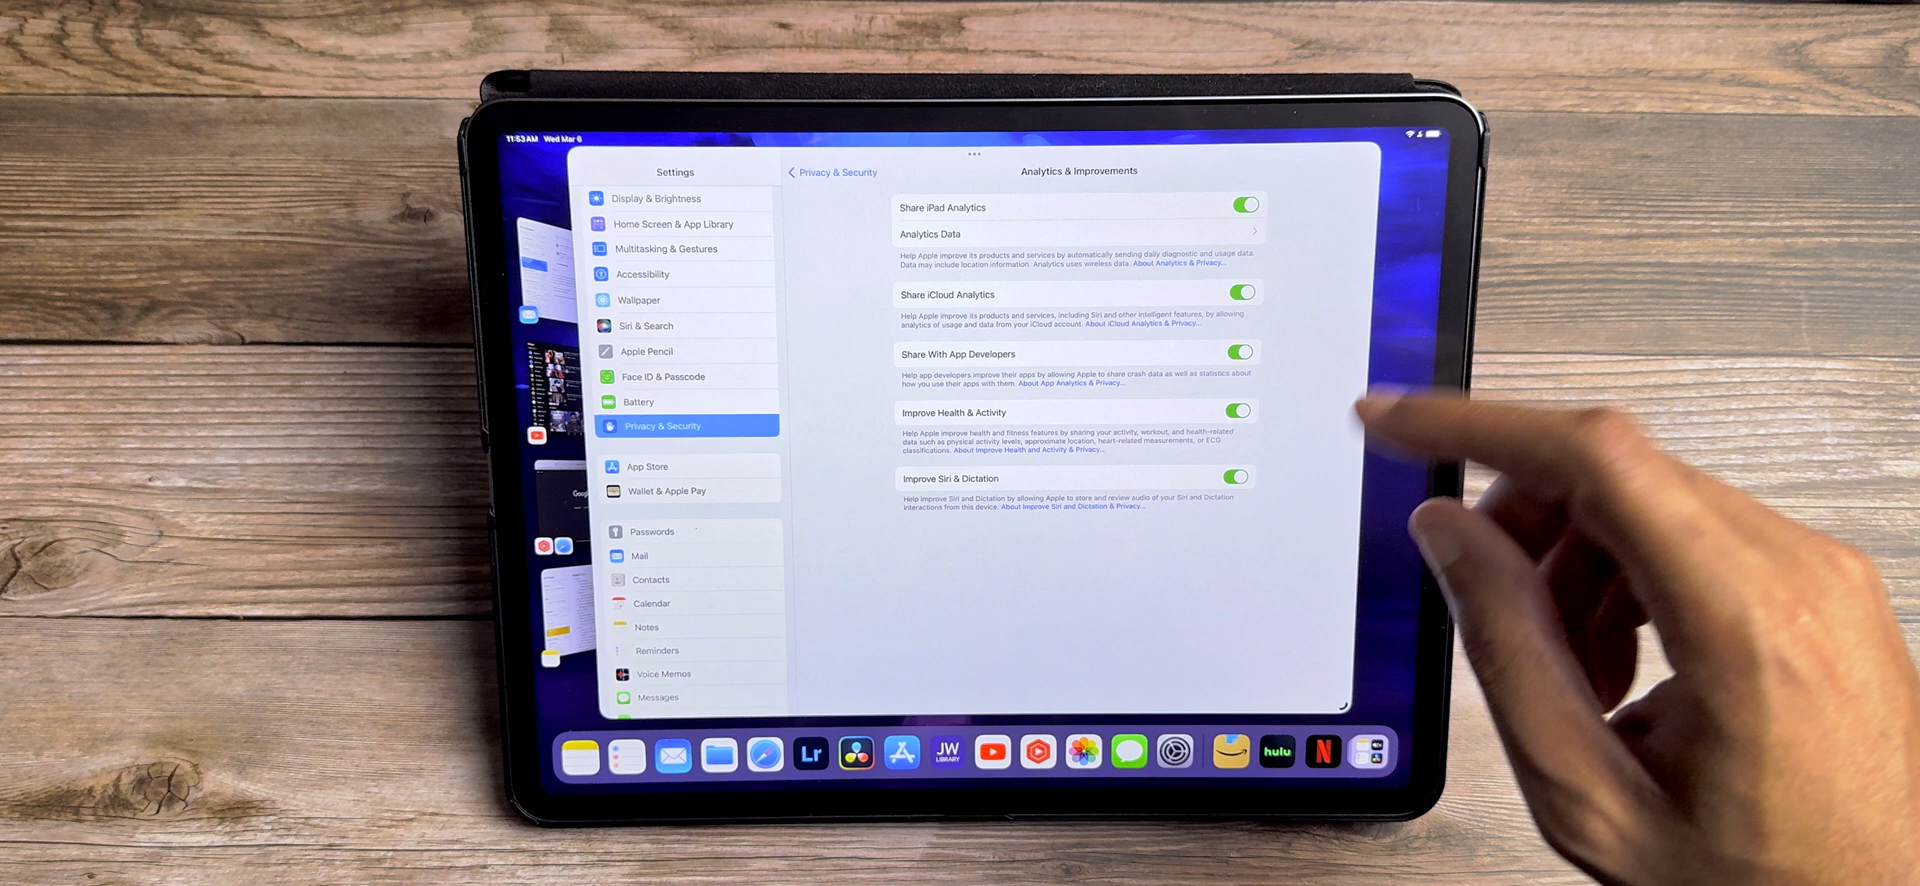 11:53 AM Wed Mar 6
Settings
Display & Brightness
Home Screen & App Library
Multitasking & Gestures
Accessibility
Wallpaper
Siri & Search
Apple Pencil
Face ID & Passcode
Battery
Privacy & Security
App Store
Wallet & Apple Pay
Passwords
Mail
Contacts
Calendar
Notes
Reminders
Voice Memos
Messages
Privacy & Security
Analytics & Improvements
Share iPad Analytics
Analytics Data
Help Apple improve its products and services by automatically sending daily diagnostic and usage data.
Data may include location information. Analytics uses wireless data. About Analytics & Privacy...
Share iCloud Analytics
Help Apple improve its products and services, including Siri and other intelligent features, by allowing
analytics of usage and data from your iCloud account. About iCloud Analytics & Privacy...
Share With App Developers
Help app developers improve their apps by allowing Apple to share crash data as well as statistics about
how you use their apps with them. About App Analytics & Privacy...
Improve Health & Activity
Help Apple improve health and fitness features by sharing your activity, workout, and health-related
data such as physical activity levels, approximate location, heart-related measurements, or ECG
classifications. About Improve Health and Activity & Privacy...
Improve Siri & Dictation
Help improve Siri and Dictation by allowing Apple to store and review audio of your Siri and Dictation
interactions from this device. About Improve Siri and Dictation & Privacy...
Goog
Lr
JW
LIBRARY
hulu
N